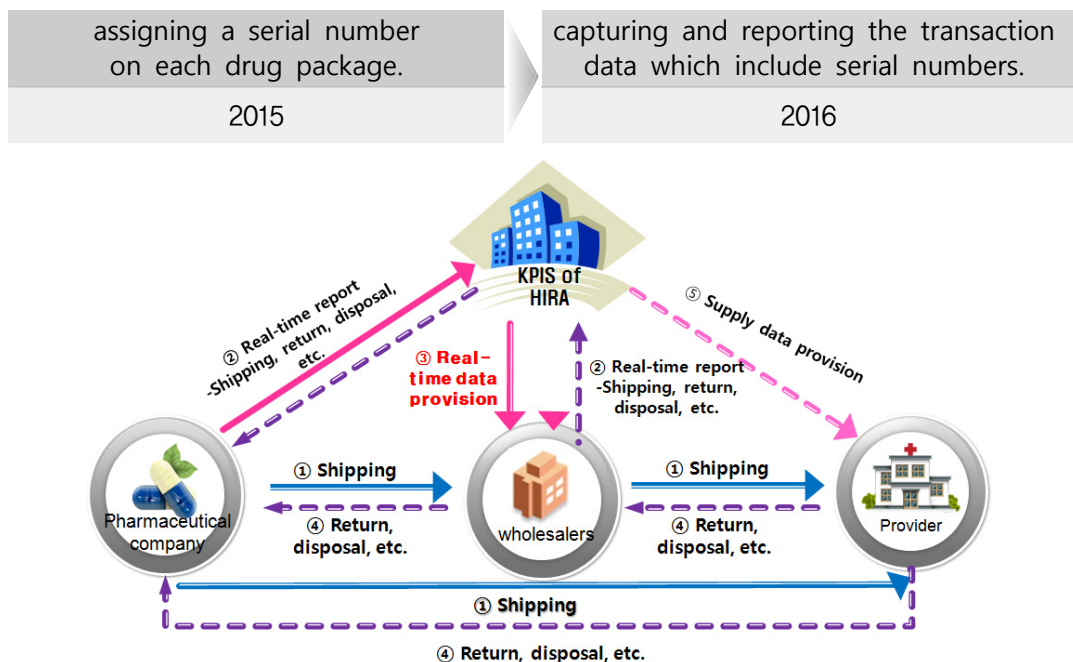 assigning a serial number
on each drug package.
capturing and reporting the transaction
data which include serial numbers.
2015
2016
KPIS of
HIRA
② Real-time report
-Shipping, return, disposal,
etc.
③ Real-
time data
provision
② Real-time report
-Shipping, return,
disposal, etc.
⑤ Supply data provision
Pharmaceutical
company
① Shipping
④ Return,
disposal, etc.
wholesalers
① Shipping
④ Return,
disposal, etc.
Provider
① Shipping
④ Return, disposal, etc.